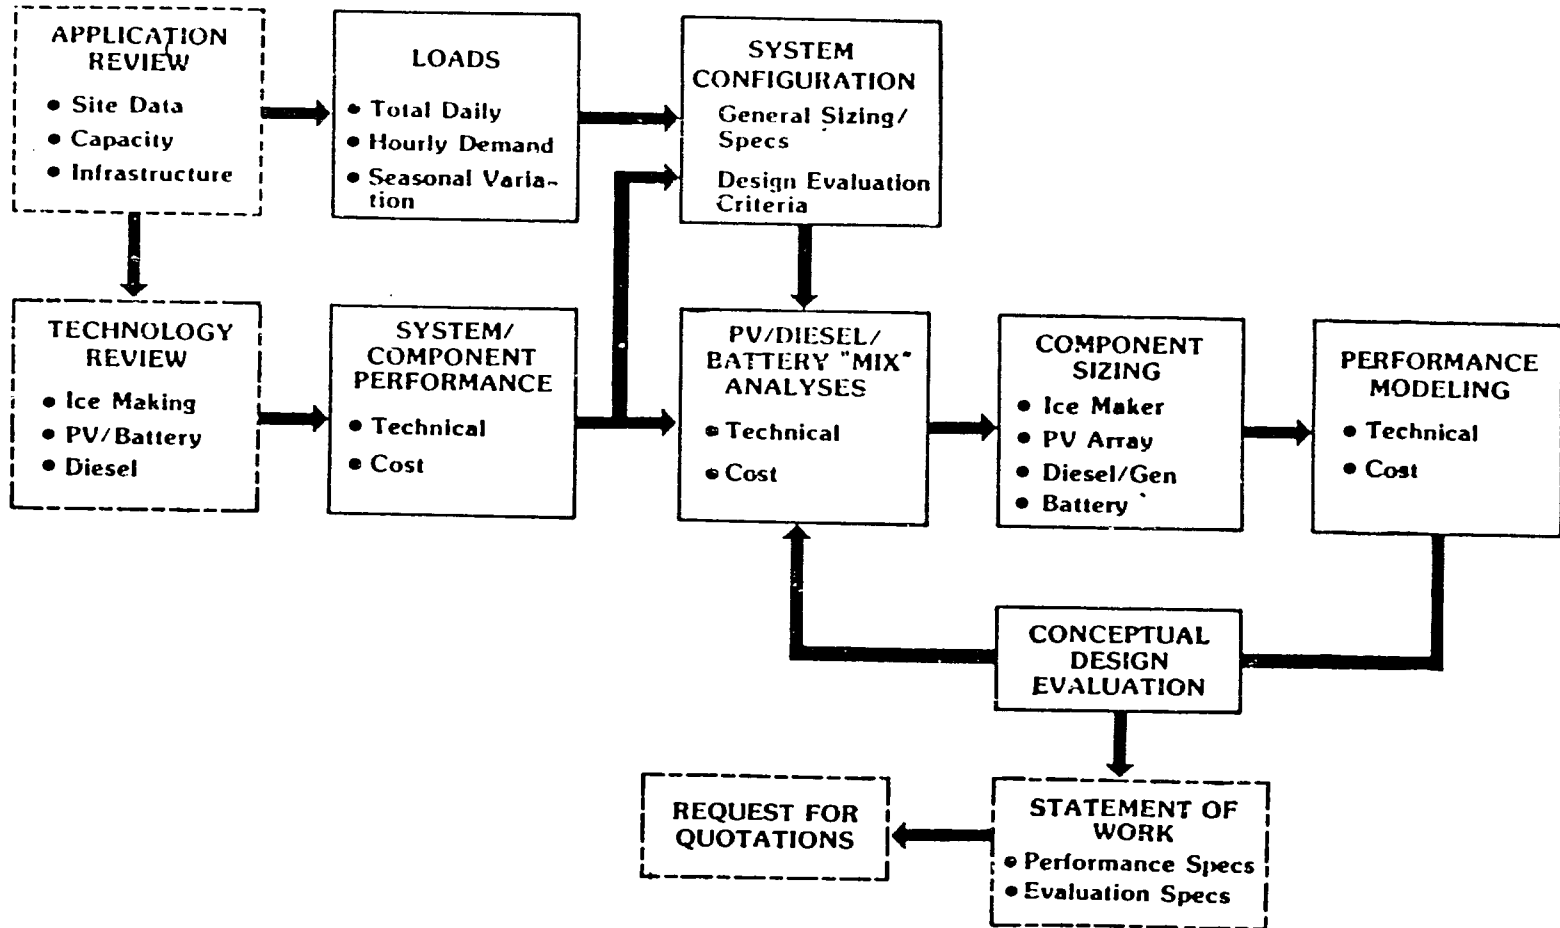 APPLICATION
REVIEW
● Site Data
● Capacity
● Infrastructure
LOADS
● Total Daily
● Hourly Demand
● Seasonal Varia-
tion
SYSTEM
CONFIGURATION
General Sizing/
Specs
Design Evaluation
Criteria
TECHNOLOGY
REVIEW
● Ice Making
● PV/Battery
● Diesel
SYSTEM/
COMPONENT
PERFORMANCE
● Technical
● Cost
PV/DIESEL/
BATTERY "MIX"
ANALYSES
● Technical
● Cost
COMPONENT
SIZING
● Ice Maker
● PV Array
● Diesel/Gen
● Battery
PERFORMANCE
MODELING
● Technical
● Cost
CONCEPTUAL
DESIGN
EVALUATION
REQUEST FOR
QUOTATIONS
STATEMENT OF
WORK
● Performance Specs
● Evaluation Specs